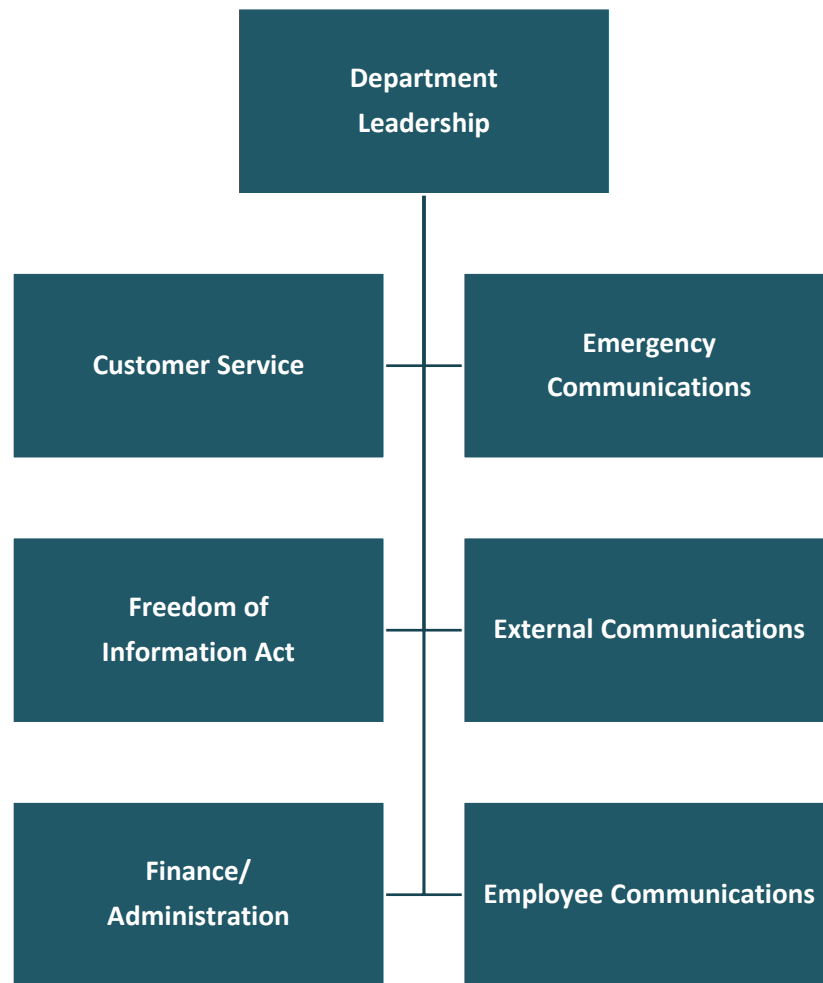 Department
Leadership
Customer Service
Emergency
Communications
Freedom of
Information Act
External Communications
Finance/
Administration
Employee Communications